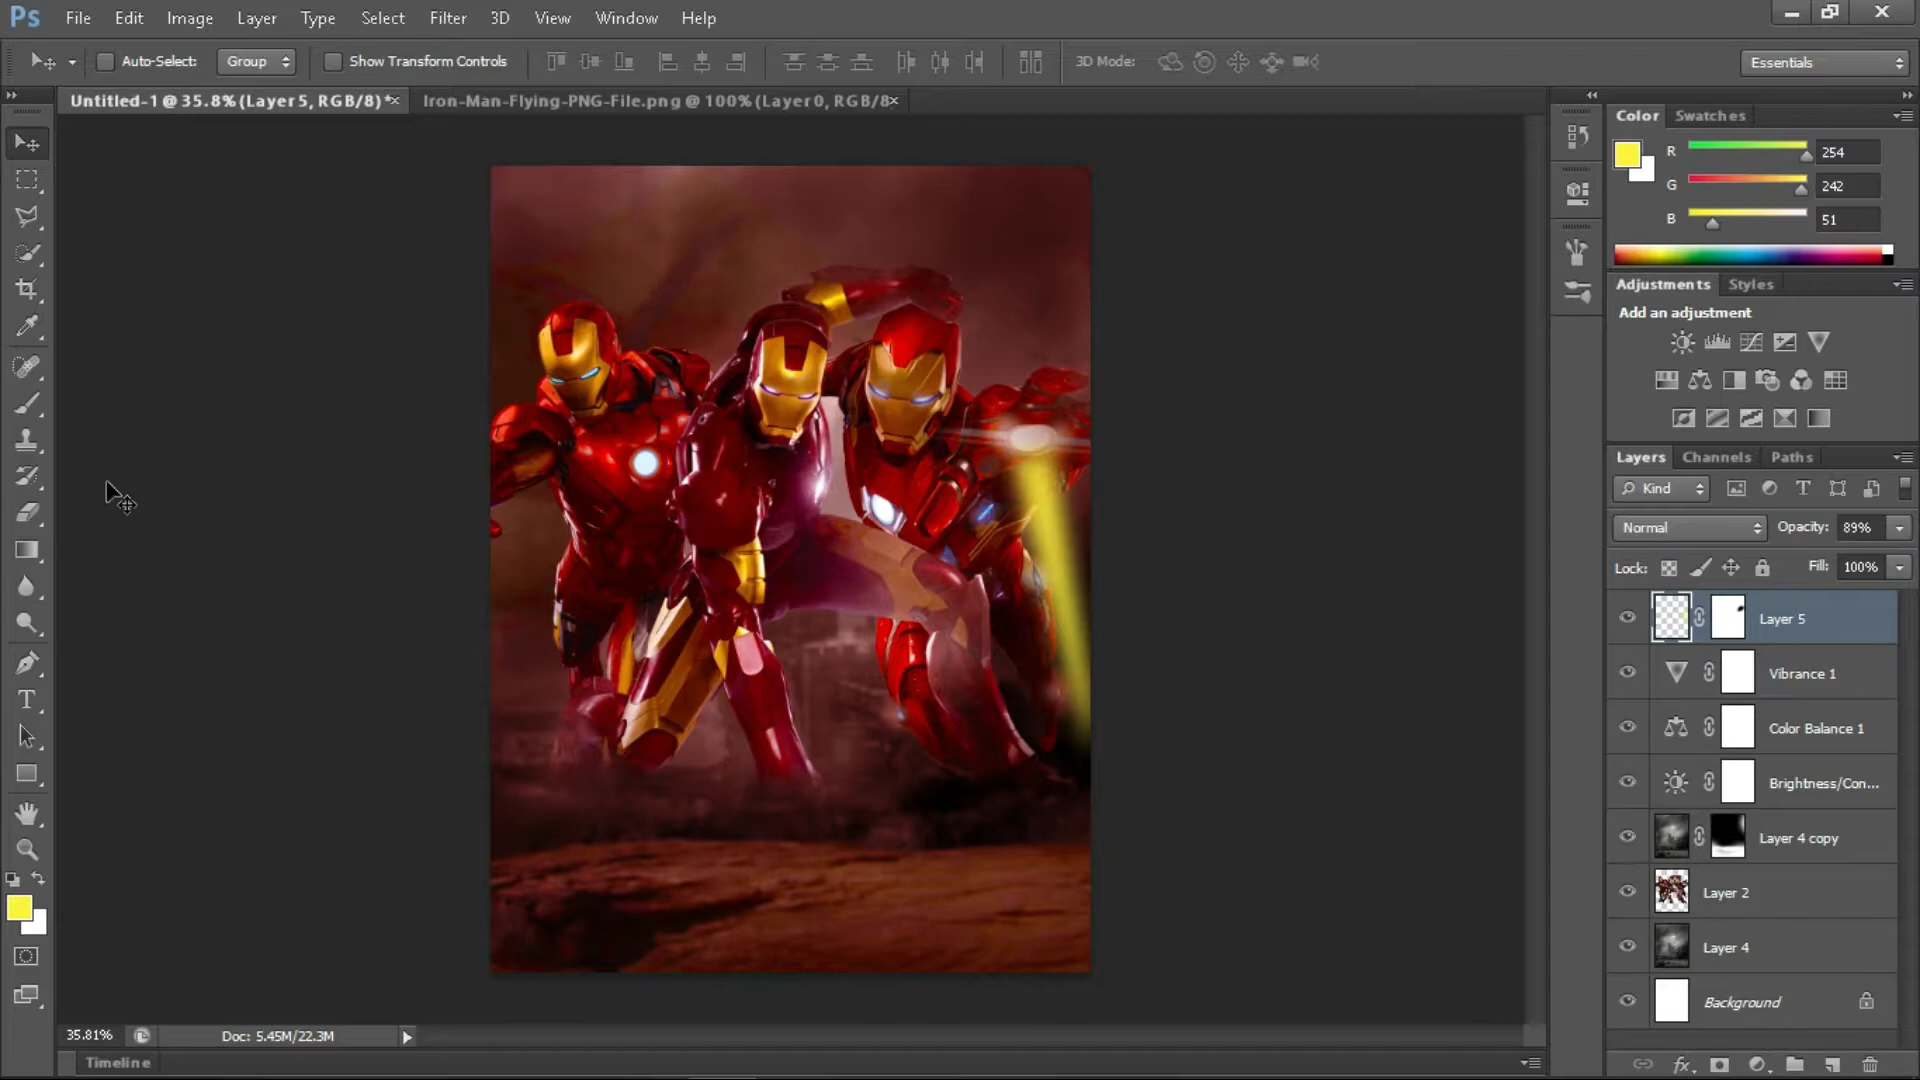 Ps File Edit Image Layer Type Select Filter 3D View Window Help
Auto-Select: Group Show Transform Controls 3D Mode: Essentials
Untitled-1 @ 35.8% (Layer 5, RGB/8) * Iron-Man-Flying-PNG-File.png @ 100% (Layer 0, RGB/8
Color Swatches
R 254
G 242
B 51
Adjustments Styles
Add an adjustment
Layers Channels Paths
Kind
Normal Opacity: 89%
Lock: Fill: 100%
Layer 5
Vibrance 1
Color Balance 1
Brightness/Con...
Layer 4 copy
Layer 2
Layer 4
Background
35.81% Doc: 5.45M/22.3M
Timeline